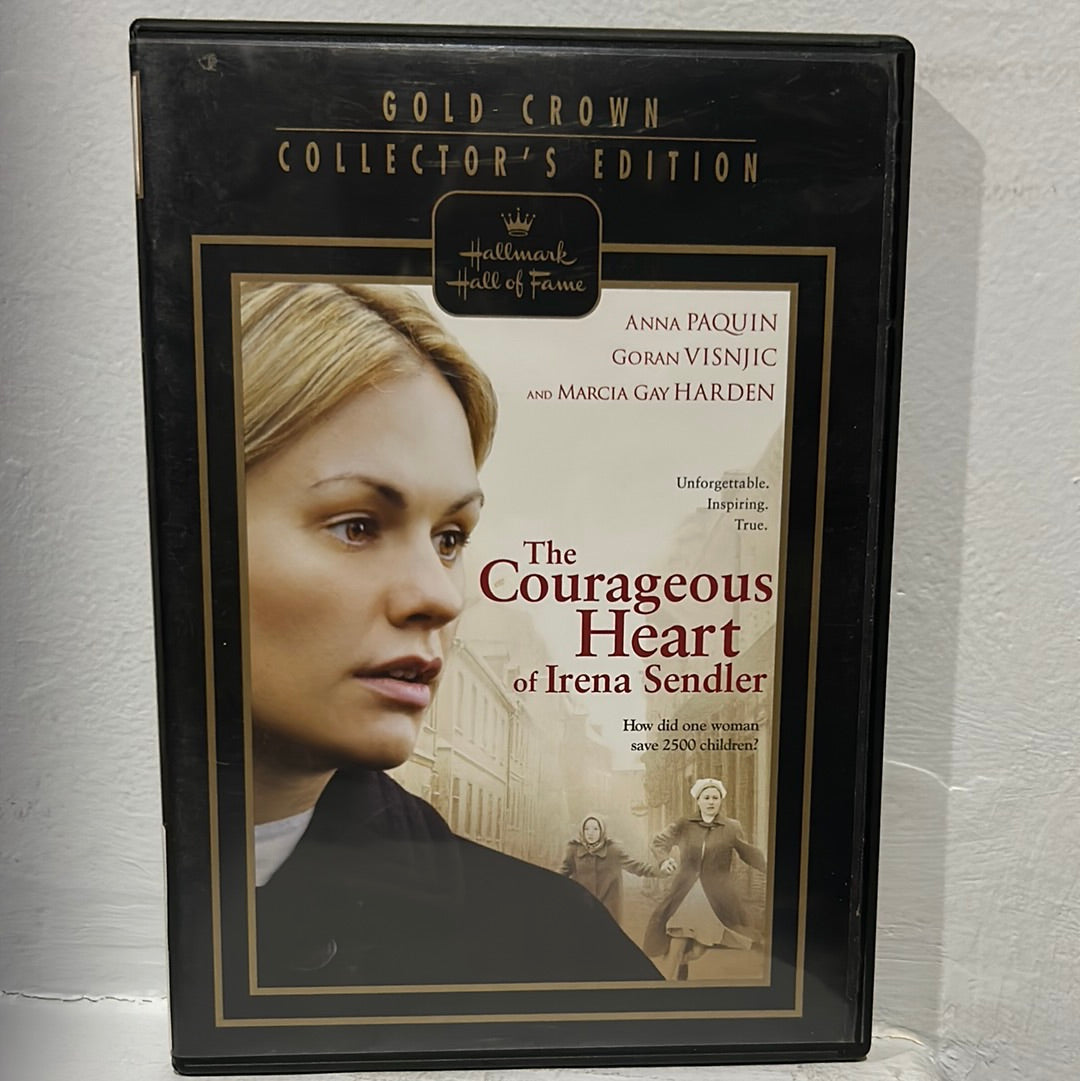 GOLD CROWN
COLLECTOR'S EDITION
Hallmark
Hall of Fame
ANNA PAQUIN
GORAN VISNJIC
AND MARCIA GAY HARDEN
Unforgettable.
Inspiring.
True.
The
Courageous
Heart
of Irena Sendler
How did one woman
save 2500 children?